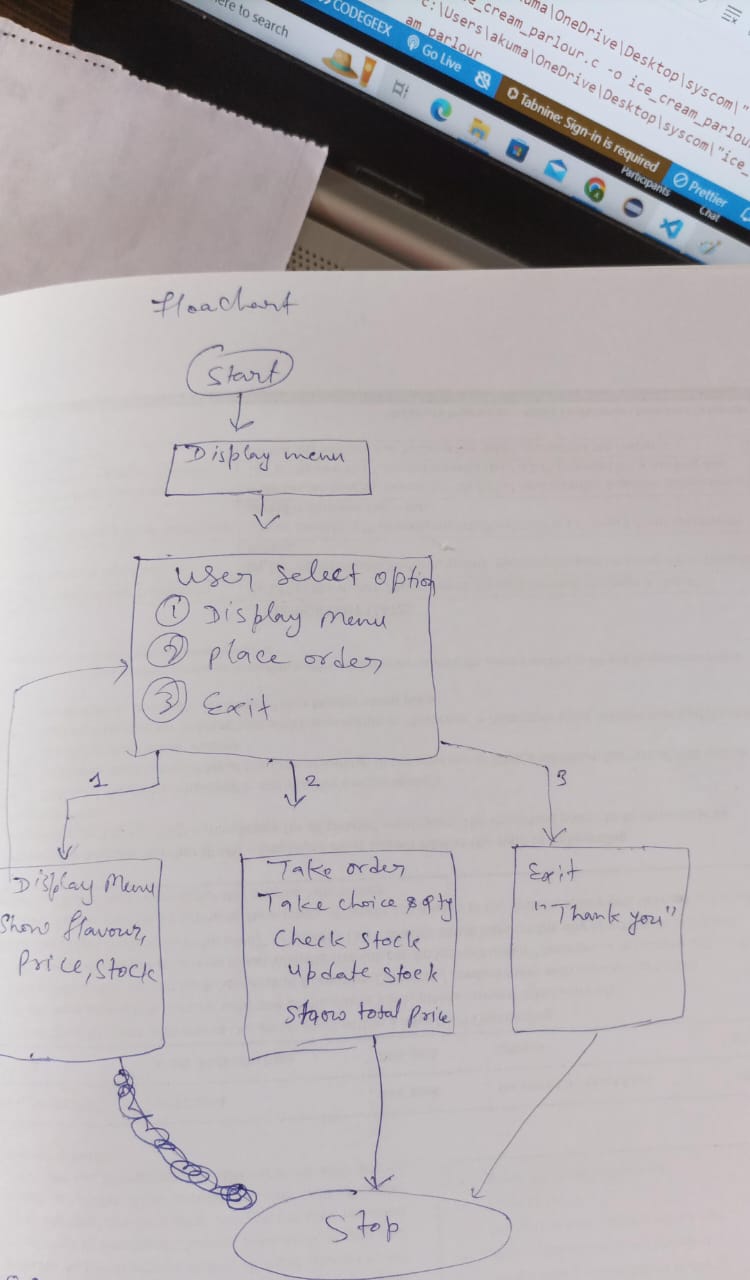 ere to search
CODEGEEX
Go Live
Tabnine: Sign-in is required
Prettier
e_cream_parlour.c -o ice_cream_parlour
uma\OneDrive\Desktop\syscom\"
c:\Users\akuma\OneDrive\Desktop\syscom\"ice_
am_parlour
Participants
Chat
floachart
Start
Display menu
user select option
① Display menu
② place order
③ Exit
1
2
3
Display Menu
Show flavour,
Price, stock
Take order
Take choice & qty
Check stock
update stock
Show total price
Exit
"Thank you"
Stop